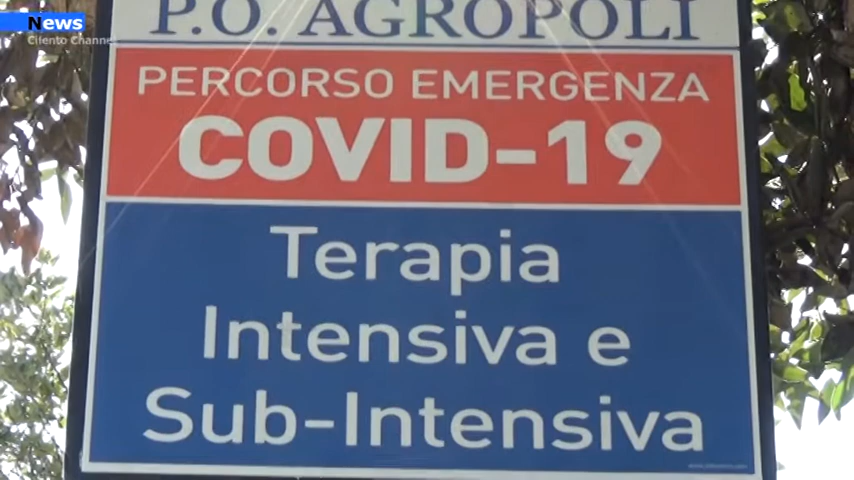 News
Cilento Channel
P.O. AGROPOLI
PERCORSO EMERGENZA
COVID-19
Terapia
Intensiva e
Sub-Intensiva